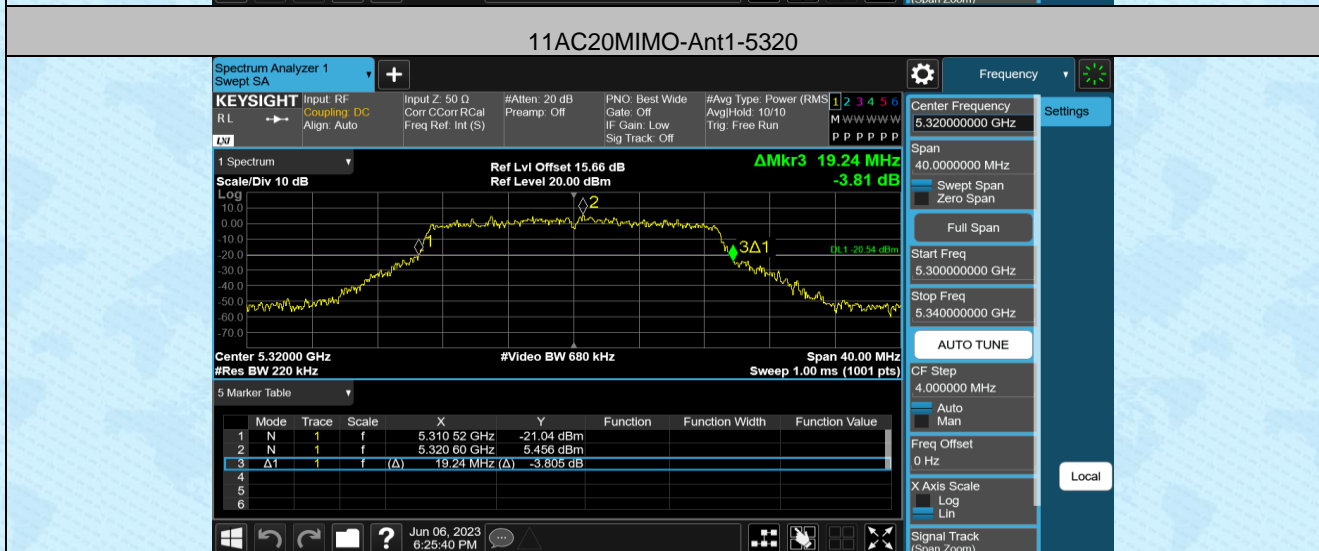 (Span Zoom)
11AC20MIMO-Ant1-5320
Spectrum Analyzer 1
Swept SA
Frequency
KEYSIGHT
RL
LXI
Input: RF
Coupling: DC
Align: Auto
Input Z: 50 Ω
Corr CCorr RCal
Freq Ref: Int (S)
#Atten: 20 dB
Preamp: Off
PNO: Best Wide
Gate: Off
IF Gain: Low
Sig Track: Off
#Avg Type: Power (RMS
Avg|Hold: 10/10
Trig: Free Run
1 2 3 4 5 6
M W W W W W
P P P P P P
1 Spectrum
Scale/Div 10 dB
Ref Lvl Offset 15.66 dB
Ref Level 20.00 dBm
ΔMkr3 19.24 MHz
-3.81 dB
Log
10.0
0.00
-10.0
-20.0
-30.0
-40.0
-50.0
-60.0
-70.0
1
2
3Δ1
DL1 -20.54 dBm
Center 5.32000 GHz
#Res BW 220 kHz
#Video BW 680 kHz
Span 40.00 MHz
Sweep 1.00 ms (1001 pts)
5 Marker Table
Mode Trace Scale X Y Function Function Width Function Value
1 N 1 f 5.310 52 GHz -21.04 dBm
2 N 1 f 5.320 60 GHz 5.456 dBm
3 Δ1 1 f (Δ) 19.24 MHz (Δ) -3.805 dB
4
5
6
Jun 06, 2023
6:25:40 PM
Center Frequency
5.320000000 GHz
Settings
Span
40.0000000 MHz
Swept Span
Zero Span
Full Span
Start Freq
5.300000000 GHz
Stop Freq
5.340000000 GHz
AUTO TUNE
CF Step
4.000000 MHz
Auto
Man
Freq Offset
0 Hz
X Axis Scale
Log
Lin
Local
Signal Track
(Span Zoom)